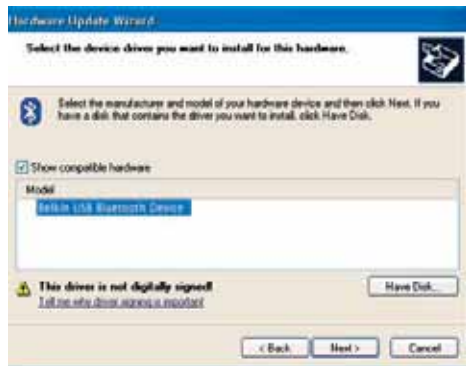 Hardware Update Wizard
Select the device driver you want to install for this hardware.
Select the manufacturer and model of your hardware device and then click Next. If you
have a disk that contains the driver you want to install, click Have Disk.
Show compatible hardware
Model
Belkin USB Bluetooth Device
This driver is not digitally signed!
Tell me why driver signing is important
Have Disk...
< Back
Next >
Cancel